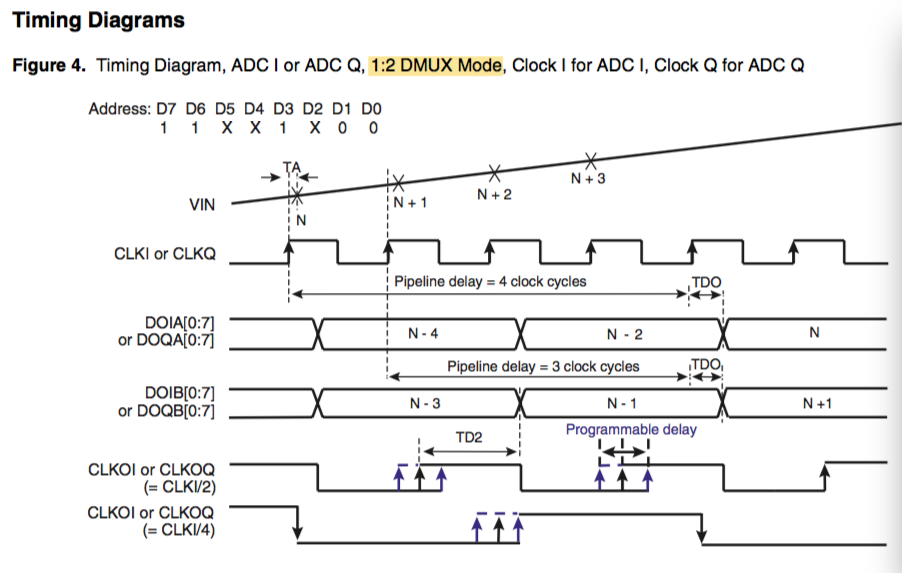 Timing Diagrams
Figure 4. Timing Diagram, ADC I or ADC Q, 1:2 DMUX Mode, Clock I for ADC I, Clock Q for ADC Q
Address: D7 D6 D5 D4 D3 D2 D1 D0
1 1 X X 1 X 0 0
TA
VIN
N
N + 1
N + 2
N + 3
CLKI or CLKQ
Pipeline delay = 4 clock cycles
TDO
DOIA[0:7]
or DOQA[0:7]
N - 4
N - 2
N
Pipeline delay = 3 clock cycles
TDO
DOIB[0:7]
or DOQB[0:7]
N - 3
N - 1
N +1
TD2
Programmable delay
CLKOI or CLKOQ
(= CLKI/2)
CLKOI or CLKOQ
(= CLKI/4)